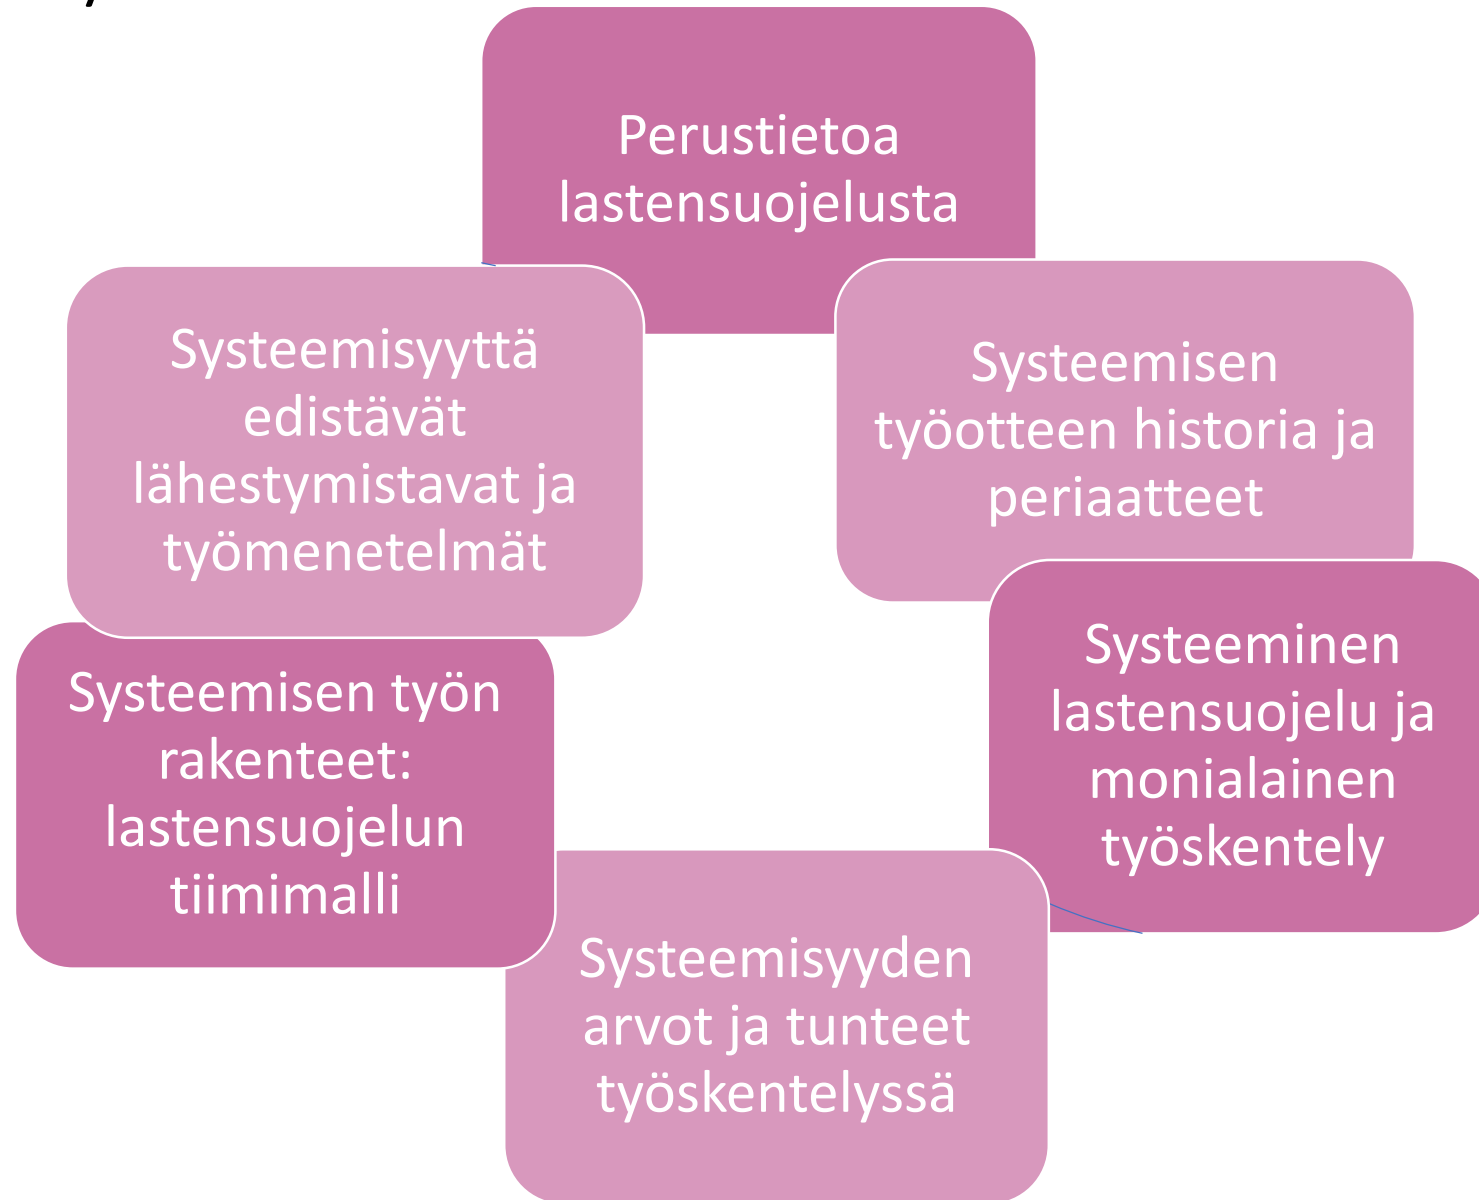 Perustietoa
lastensuojelusta
Systeemisen
työotteen historia ja
periaatteet
Systeeminen
lastensuojelu ja
monialainen
työskentely
Systeemisyyden
arvot ja tunteet
työskentelyssä
Systeemisen työn
rakenteet:
lastensuojelun
tiimimalli
Systeemisyyttä
edistävät
lähestymistavat ja
työmenetelmät